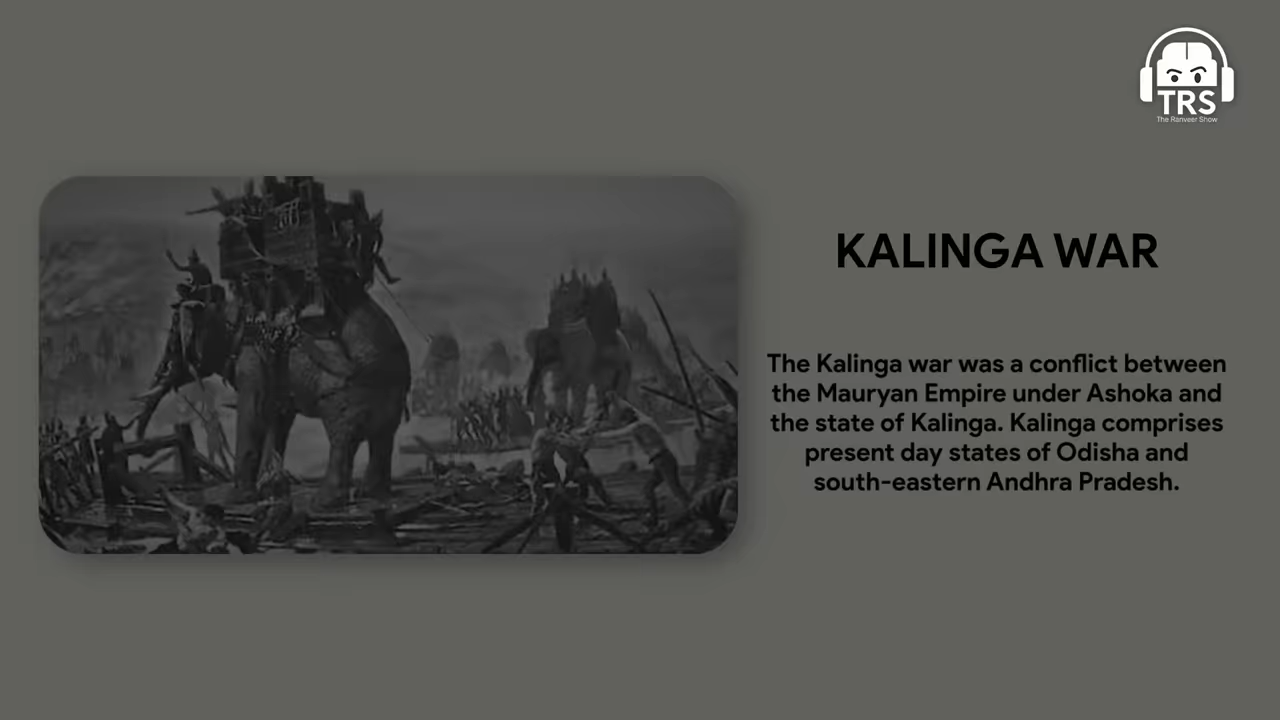 TRS
The Ranveer Show
KALINGA WAR
The Kalinga war was a conflict between
the Mauryan Empire under Ashoka and
the state of Kalinga. Kalinga comprises
present day states of Odisha and
south-eastern Andhra Pradesh.